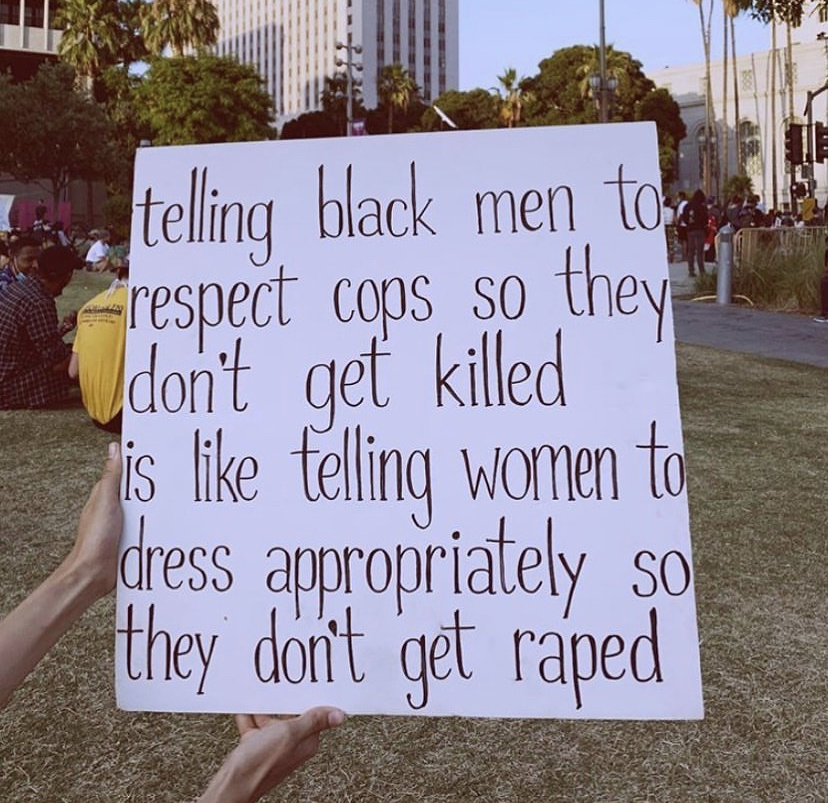 telling black men to
respect cops so they
don't get killed
is like telling women to
dress appropriately so
they don't get raped